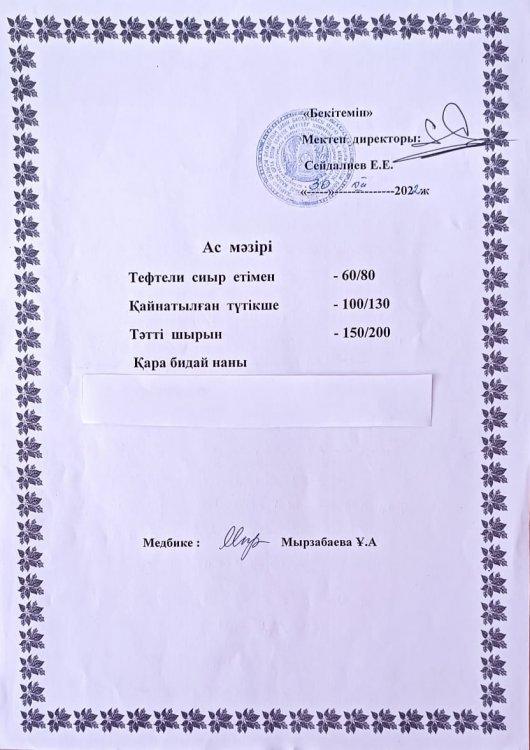 «Бекітемін»
Мектеп директоры:
Сейдалиев Е.Е.
«--30--»-------------2022ж
Ас мәзірі
Тефтели сиыр етімен - 60/80
Қайнатылған түтікше - 100/130
Тәтті шырын - 150/200
Қара бидай наны
Медбике : Мырзабаева Ұ.А